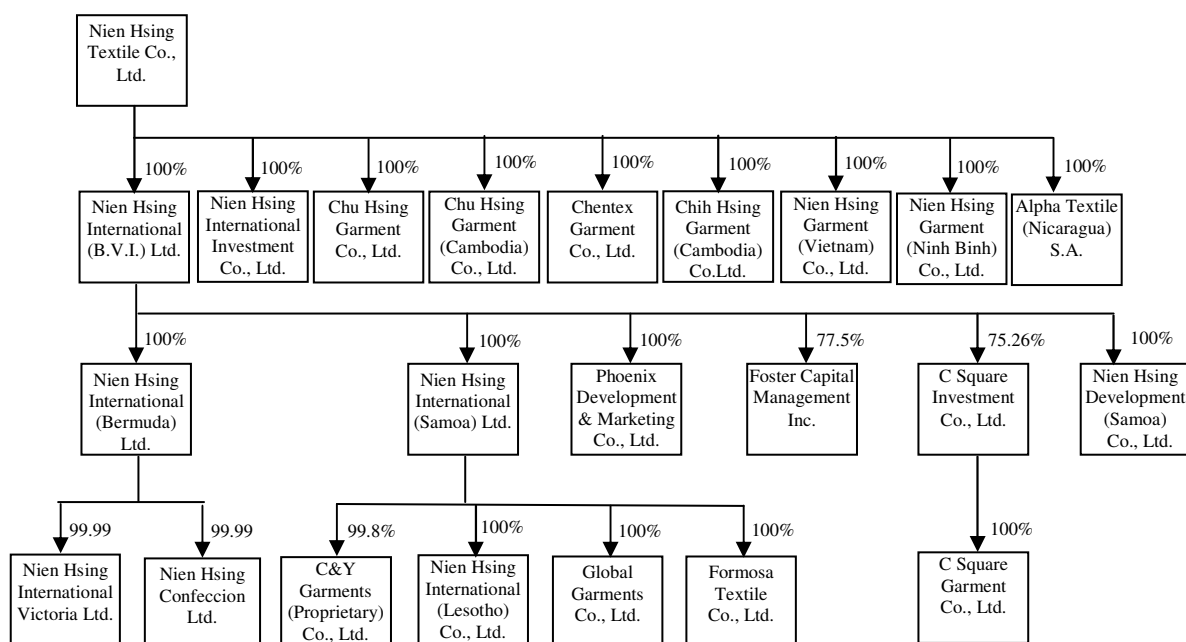 Nien Hsing
Textile Co.,
Ltd.
100%
100%
100%
100%
100%
100%
100%
100%
100%
Nien Hsing
International
(B.V.I.) Ltd.
Nien Hsing
International
Investment
Co., Ltd.
Chu Hsing
Garment
Co., Ltd.
Chu Hsing
Garment
(Cambodia)
Co., Ltd.
Chentex
Garment
Co., Ltd.
Chih Hsing
Garment
(Cambodia)
Co.Ltd.
Nien Hsing
Garment
(Vietnam)
Co., Ltd.
Nien Hsing
Garment
(Ninh Binh)
Co., Ltd.
Alpha Textile
(Nicaragua)
S.A.
100%
100%
100%
77.5%
75.26%
100%
Nien Hsing
International
(Bermuda)
Ltd.
Nien Hsing
International
(Samoa) Ltd.
Phoenix
Development
& Marketing
Co., Ltd.
Foster Capital
Management
Inc.
C Square
Investment
Co., Ltd.
Nien Hsing
Development
(Samoa)
Co., Ltd.
99.99
99.99
99.8%
100%
100%
100%
100%
Nien Hsing
International
Victoria Ltd.
Nien Hsing
Confeccion
Ltd.
C&Y
Garments
(Proprietary)
Co., Ltd.
Nien Hsing
International
(Lesotho)
Co., Ltd.
Global
Garments
Co., Ltd.
Formosa
Textile
Co., Ltd.
C Square
Garment
Co., Ltd.